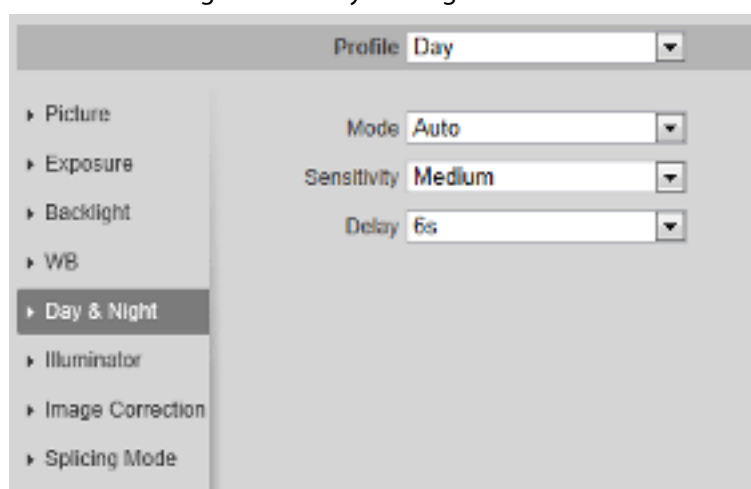 Profile Day
Picture
Exposure
Backlight
WB
Day & Night
Illuminator
Image Correction
Splicing Mode
Mode Auto
Sensitivity Medium
Delay 6s